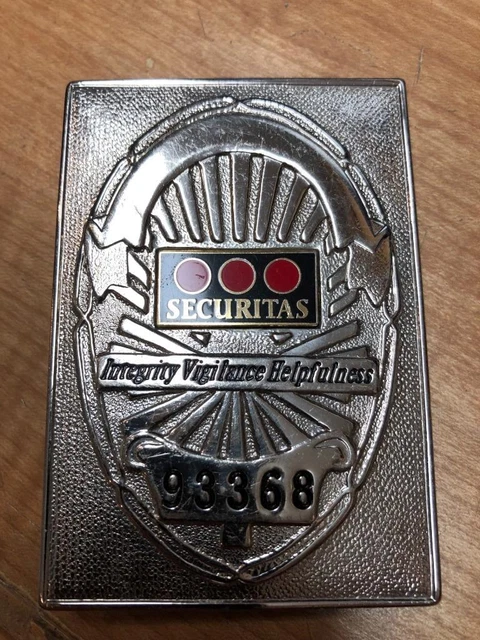 SECURITAS
Integrity Vigilance Helpfulness
93368